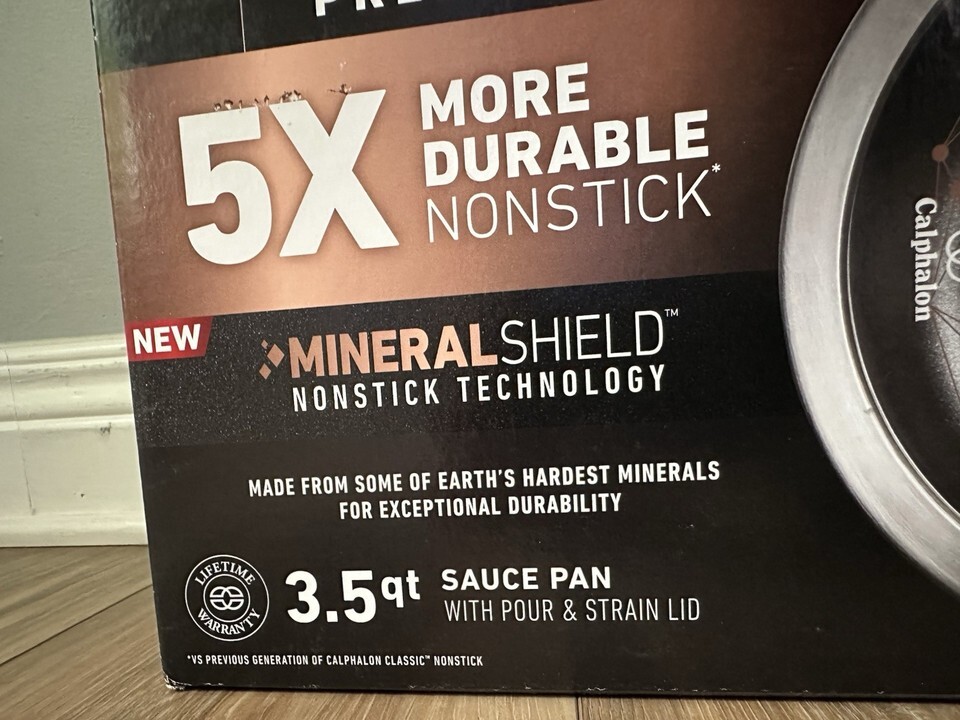 5X MORE
DURABLE
NONSTICK*
NEW
MINERALSHIELD™
NONSTICK TECHNOLOGY
MADE FROM SOME OF EARTH'S HARDEST MINERALS
FOR EXCEPTIONAL DURABILITY
LIFETIME
WARRANTY
3.5qt SAUCE PAN
WITH POUR & STRAIN LID
*VS PREVIOUS GENERATION OF CALPHALON CLASSIC™ NONSTICK
Calphalon